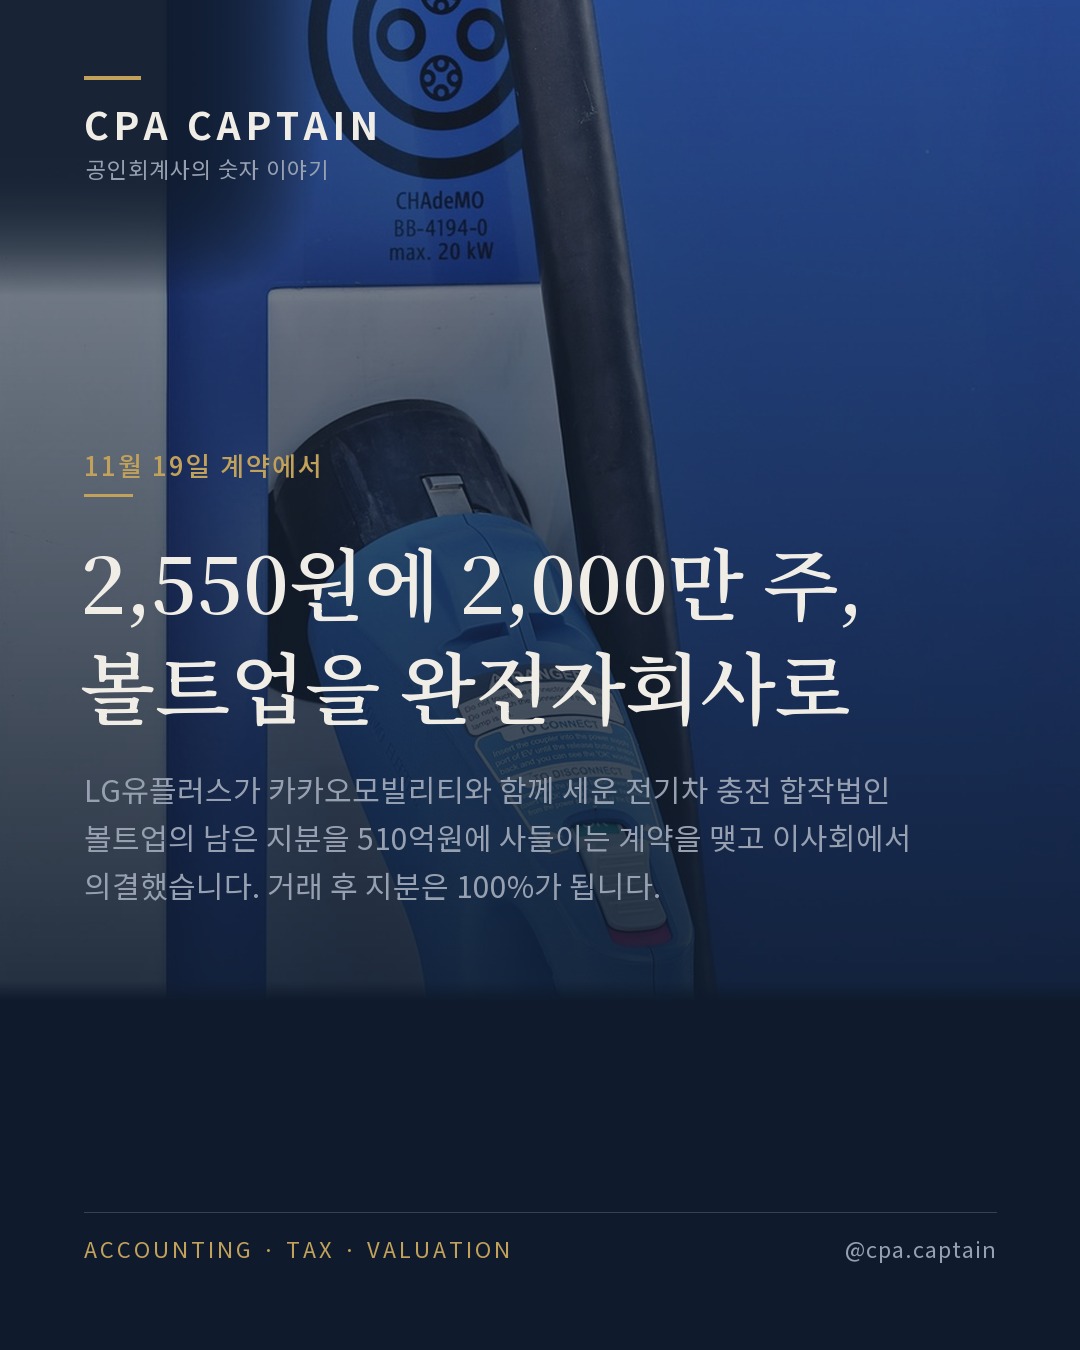 CPA CAPTAIN
공인회계사의 숫자 이야기
CHAdeMO
BB-4194-0
max. 20 kW
11월 19일 계약에서
2,550원에 2,000만 주,
볼트업을 완전자회사로
TO CONNECT
TO DISCONNECT
LG유플러스가 카카오모빌리티와 함께 세운 전기차 충전 합작법인
볼트업의 남은 지분을 510억원에 사들이는 계약을 맺고 이사회에서
의결했습니다. 거래 후 지분은 100%가 됩니다.
ACCOUNTING · TAX · VALUATION
@cpa.captain